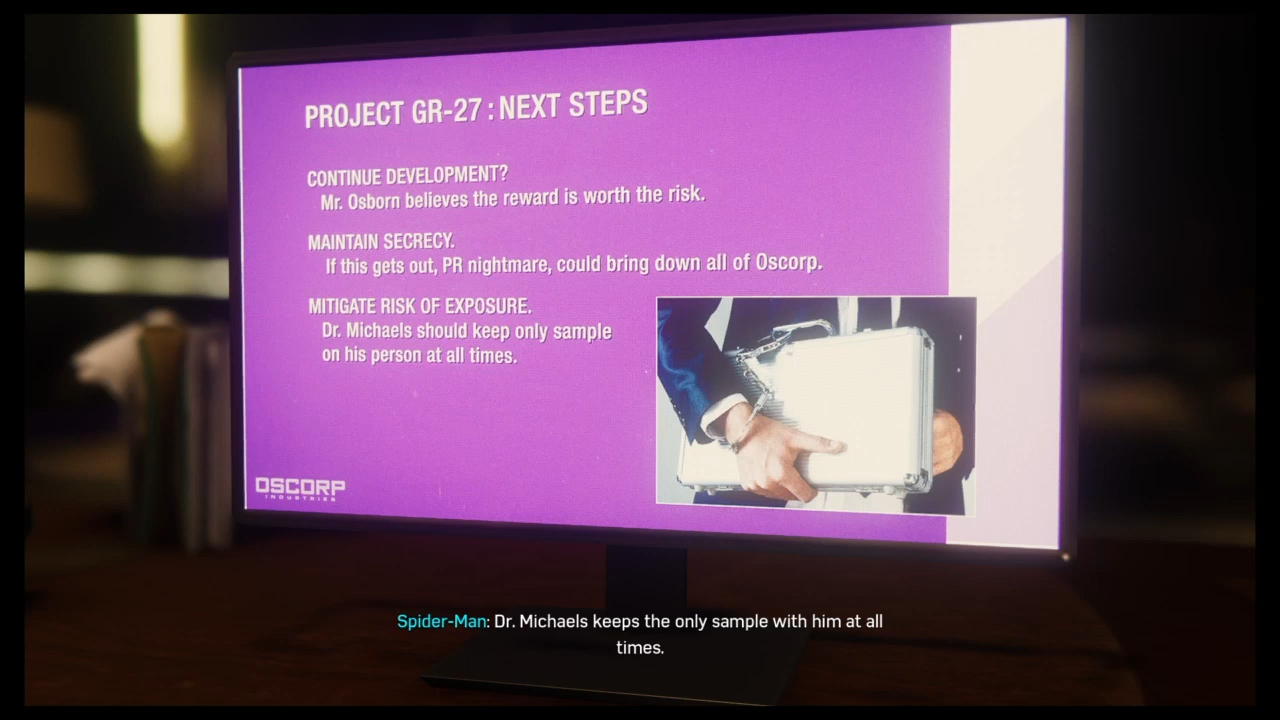 PROJECT GR-27 : NEXT STEPS
CONTINUE DEVELOPMENT?
Mr. Osborn believes the reward is worth the risk.
MAINTAIN SECRECY.
If this gets out, PR nightmare, could bring down all of Oscorp.
MITIGATE RISK OF EXPOSURE.
Dr. Michaels should keep only sample
on his person at all times.
OSCORP
INDUSTRIES
Spider-Man: Dr. Michaels keeps the only sample with him at all
times.